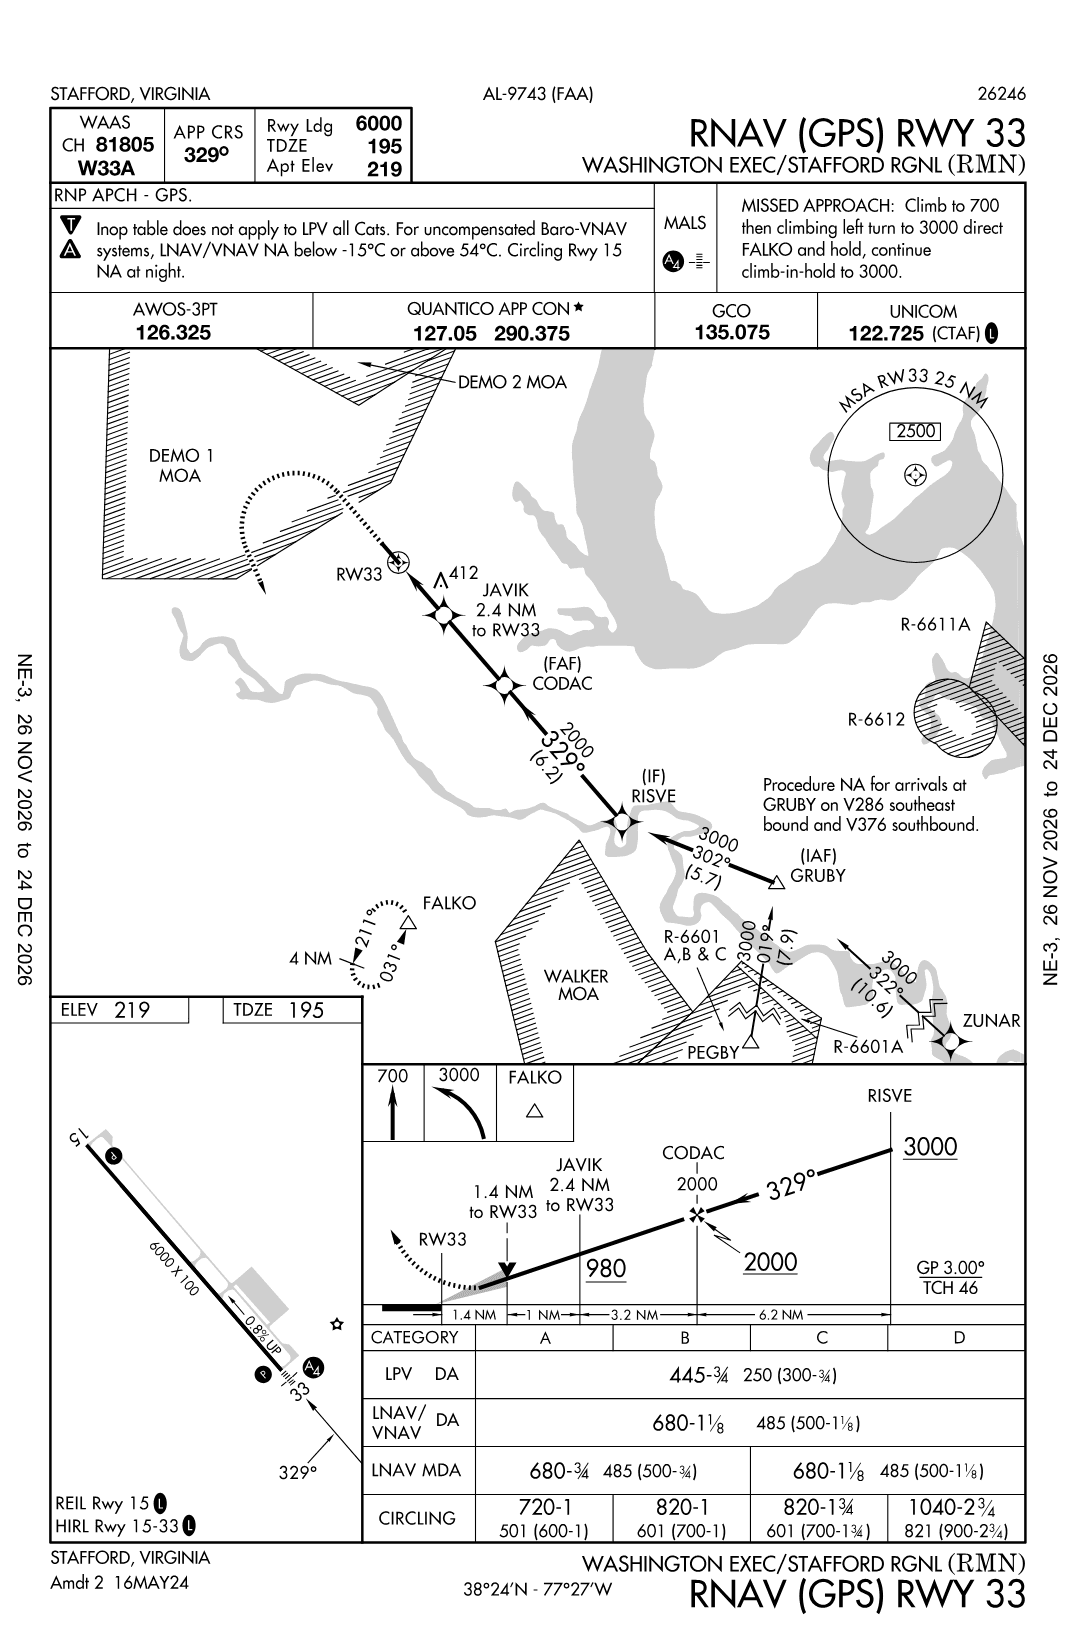 STAFFORD, VIRGINIA
AL-9743 (FAA)
26246
WAAS
CH 81805
W33A
APP CRS
329°
Rwy Ldg 6000
TDZE 195
Apt Elev 219
RNAV (GPS) RWY 33
WASHINGTON EXEC/STAFFORD RGNL (RMN)
RNP APCH - GPS.
T
A
Inop table does not apply to LPV all Cats. For uncompensated Baro-VNAV
systems, LNAV/VNAV NA below -15°C or above 54°C. Circling Rwy 15
NA at night.
MALS
A4
MISSED APPROACH: Climb to 700
then climbing left turn to 3000 direct
FALKO and hold, continue
climb-in-hold to 3000.
AWOS-3PT
126.325
QUANTICO APP CON ★
127.05 290.375
GCO
135.075
UNICOM
122.725 (CTAF) L
DEMO 2 MOA
DEMO 1
MOA
MSA RW33 25 NM
2500
RW33
412
JAVIK
2.4 NM
to RW33
(FAF)
CODAC
2000
329°
(6.2)
(IF)
RISVE
R-6611A
R-6612
Procedure NA for arrivals at
GRUBY on V286 southeast
bound and V376 southbound.
3000
302°
(5.7)
(IAF)
GRUBY
FALKO
211°
031°
4 NM
WALKER
MOA
R-6601
A,B & C
3000
019°
(7.9)
3000
322°
(10.6)
PEGBY
R-6601A
ZUNAR
NE-3, 26 NOV 2026 to 24 DEC 2026
NE-3, 26 NOV 2026 to 24 DEC 2026
ELEV 219
TDZE 195
15
P
6000 X 100
0.8% UP
P
A4
33
329°
REIL Rwy 15 L
HIRL Rwy 15-33 L
700
3000
FALKO
RISVE
CODAC
2000
3000
JAVIK
2.4 NM
to RW33
1.4 NM
to RW33
RW33
329°
980
2000
GP 3.00°
TCH 46
1.4 NM
1 NM
3.2 NM
6.2 NM
CATEGORY A B C D
LPV DA 445-¾ 250 (300-¾)
LNAV/
VNAV DA 680-1⅛ 485 (500-1⅛)
LNAV MDA 680-¾ 485 (500-¾) 680-1⅛ 485 (500-1⅛)
CIRCLING
720-1
501 (600-1)
820-1
601 (700-1)
820-1¾
601 (700-1¾)
1040-2¾
821 (900-2¾)
STAFFORD, VIRGINIA
Amdt 2 16MAY24
38°24'N - 77°27'W
WASHINGTON EXEC/STAFFORD RGNL (RMN)
RNAV (GPS) RWY 33